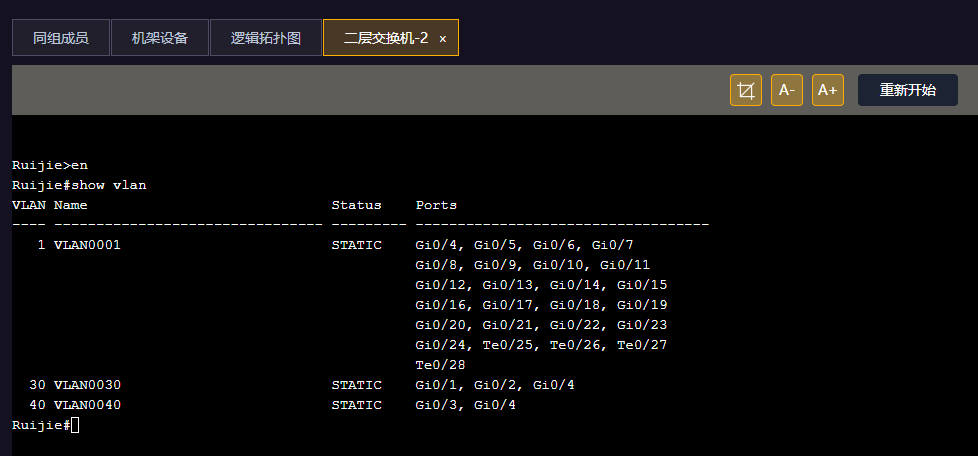 同组成员 机架设备 逻辑拓扑图 二层交换机-2 ×
A- A+ 重新开始
Ruijie>en
Ruijie#show vlan
VLAN Name                             Status    Ports
---- -------------------------------- --------- -----------------------------------
   1 VLAN0001                         STATIC    Gi0/4, Gi0/5, Gi0/6, Gi0/7
                                                Gi0/8, Gi0/9, Gi0/10, Gi0/11
                                                Gi0/12, Gi0/13, Gi0/14, Gi0/15
                                                Gi0/16, Gi0/17, Gi0/18, Gi0/19
                                                Gi0/20, Gi0/21, Gi0/22, Gi0/23
                                                Gi0/24, Te0/25, Te0/26, Te0/27
                                                Te0/28
  30 VLAN0030                         STATIC    Gi0/1, Gi0/2, Gi0/4
  40 VLAN0040                         STATIC    Gi0/3, Gi0/4
Ruijie#